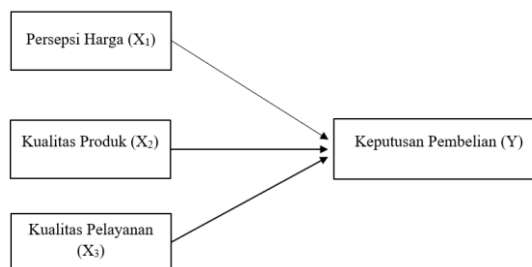 Persepsi Harga (X₁)
Kualitas Produk (X₂)
Keputusan Pembelian (Y)
Kualitas Pelayanan
(X₃)